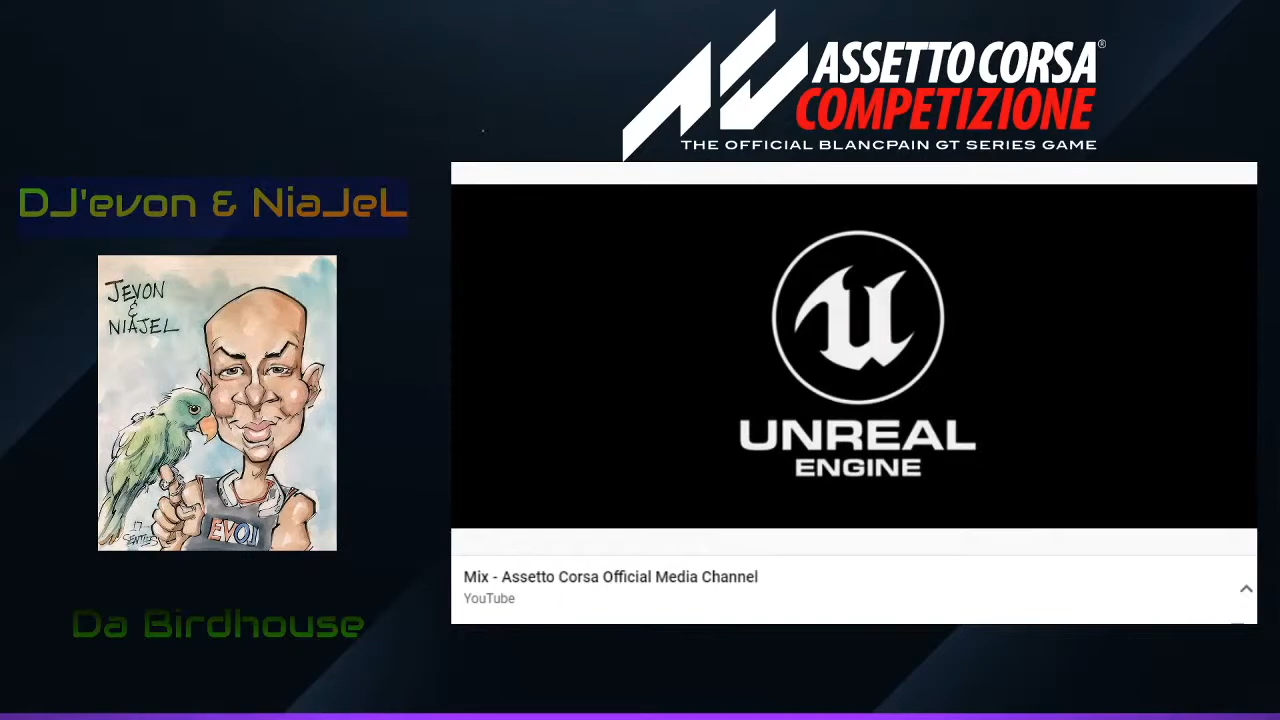 ASSETTO CORSA®
COMPETIZIONE
THE OFFICIAL BLANCPAIN GT SERIES GAME
DJ'evon & NiaJeL
JEVON
&
NIAJEL
EVON
17
UNREAL
ENGINE
Mix - Assetto Corsa Official Media Channel
YouTube
Da Birdhouse